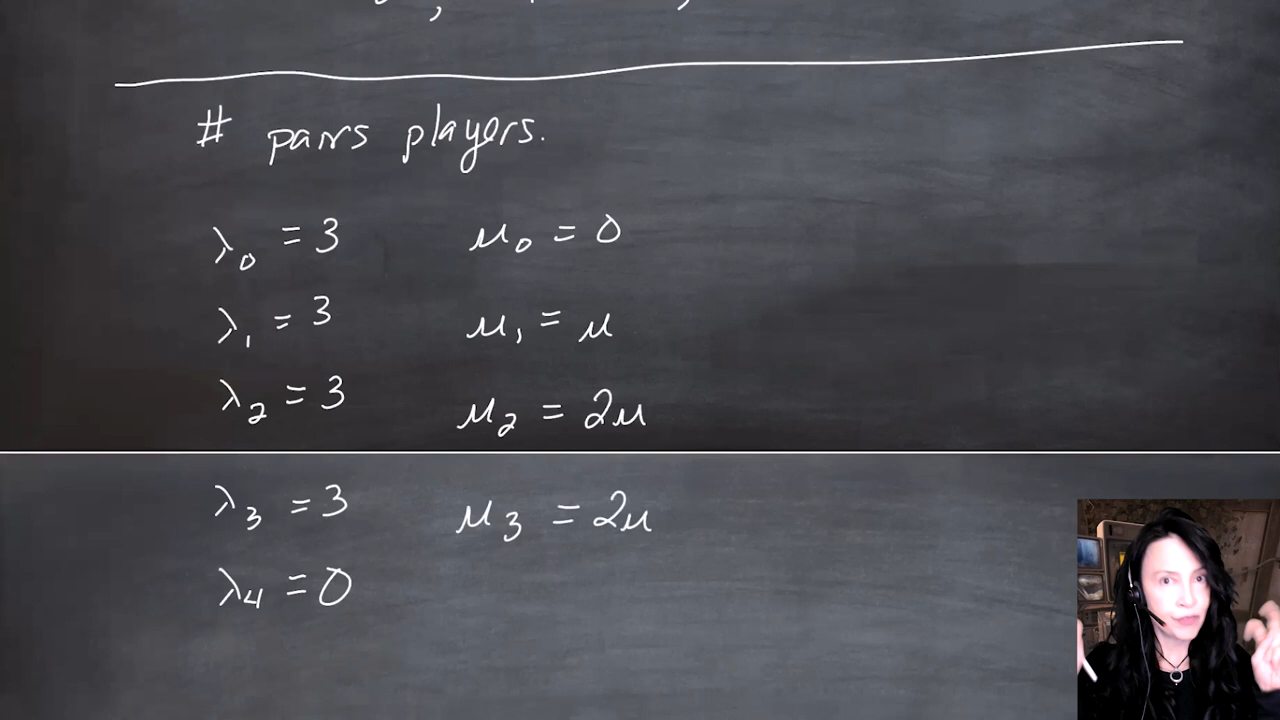 # pairs players.
λ₀ = 3 μ₀ = 0
λ₁ = 3 μ₁ = μ
λ₂ = 3 μ₂ = 2μ
λ₃ = 3 μ₃ = 2μ
λ₄ = 0